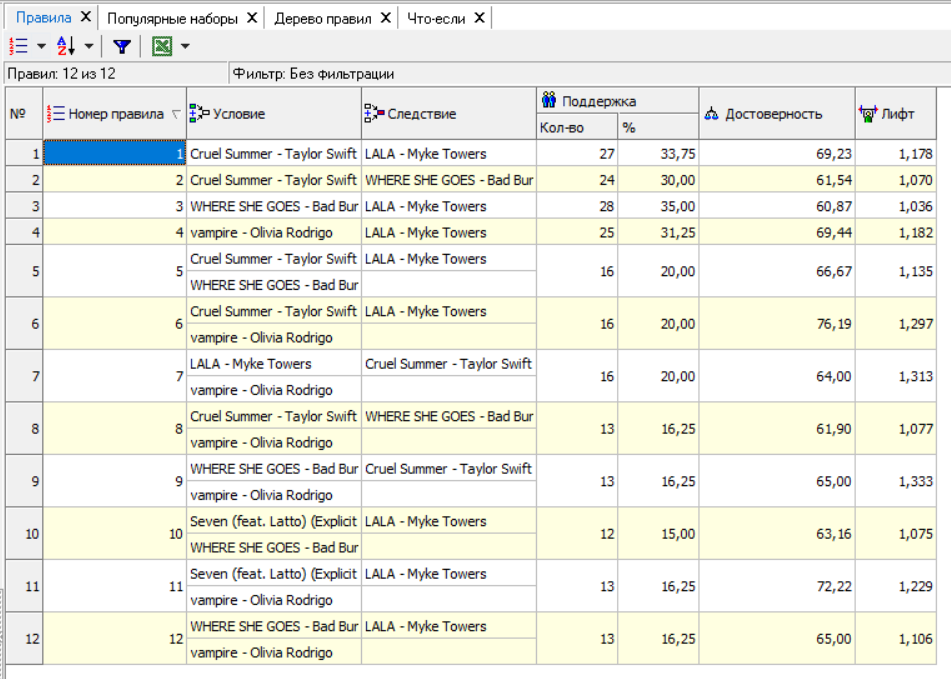 Правила X Популярные наборы X Дерево правил X Что-если X
Правил: 12 из 12 Фильтр: Без фильтрации
№ Номер правила Условие Следствие Поддержка Достоверность Лифт
Кол-во %
1 1 Cruel Summer - Taylor Swift LALA - Myke Towers 27 33,75 69,23 1,178
2 2 Cruel Summer - Taylor Swift WHERE SHE GOES - Bad Bur 24 30,00 61,54 1,070
3 3 WHERE SHE GOES - Bad Bur LALA - Myke Towers 28 35,00 60,87 1,036
4 4 vampire - Olivia Rodrigo LALA - Myke Towers 25 31,25 69,44 1,182
5 5 Cruel Summer - Taylor Swift LALA - Myke Towers 16 20,00 66,67 1,135
WHERE SHE GOES - Bad Bur
6 6 Cruel Summer - Taylor Swift LALA - Myke Towers 16 20,00 76,19 1,297
vampire - Olivia Rodrigo
7 7 LALA - Myke Towers Cruel Summer - Taylor Swift 16 20,00 64,00 1,313
vampire - Olivia Rodrigo
8 8 Cruel Summer - Taylor Swift WHERE SHE GOES - Bad Bur 13 16,25 61,90 1,077
vampire - Olivia Rodrigo
9 9 WHERE SHE GOES - Bad Bur Cruel Summer - Taylor Swift 13 16,25 65,00 1,333
vampire - Olivia Rodrigo
10 10 Seven (feat. Latto) (Explicit LALA - Myke Towers 12 15,00 63,16 1,075
WHERE SHE GOES - Bad Bur
11 11 Seven (feat. Latto) (Explicit LALA - Myke Towers 13 16,25 72,22 1,229
vampire - Olivia Rodrigo
12 12 WHERE SHE GOES - Bad Bur LALA - Myke Towers 13 16,25 65,00 1,106
vampire - Olivia Rodrigo